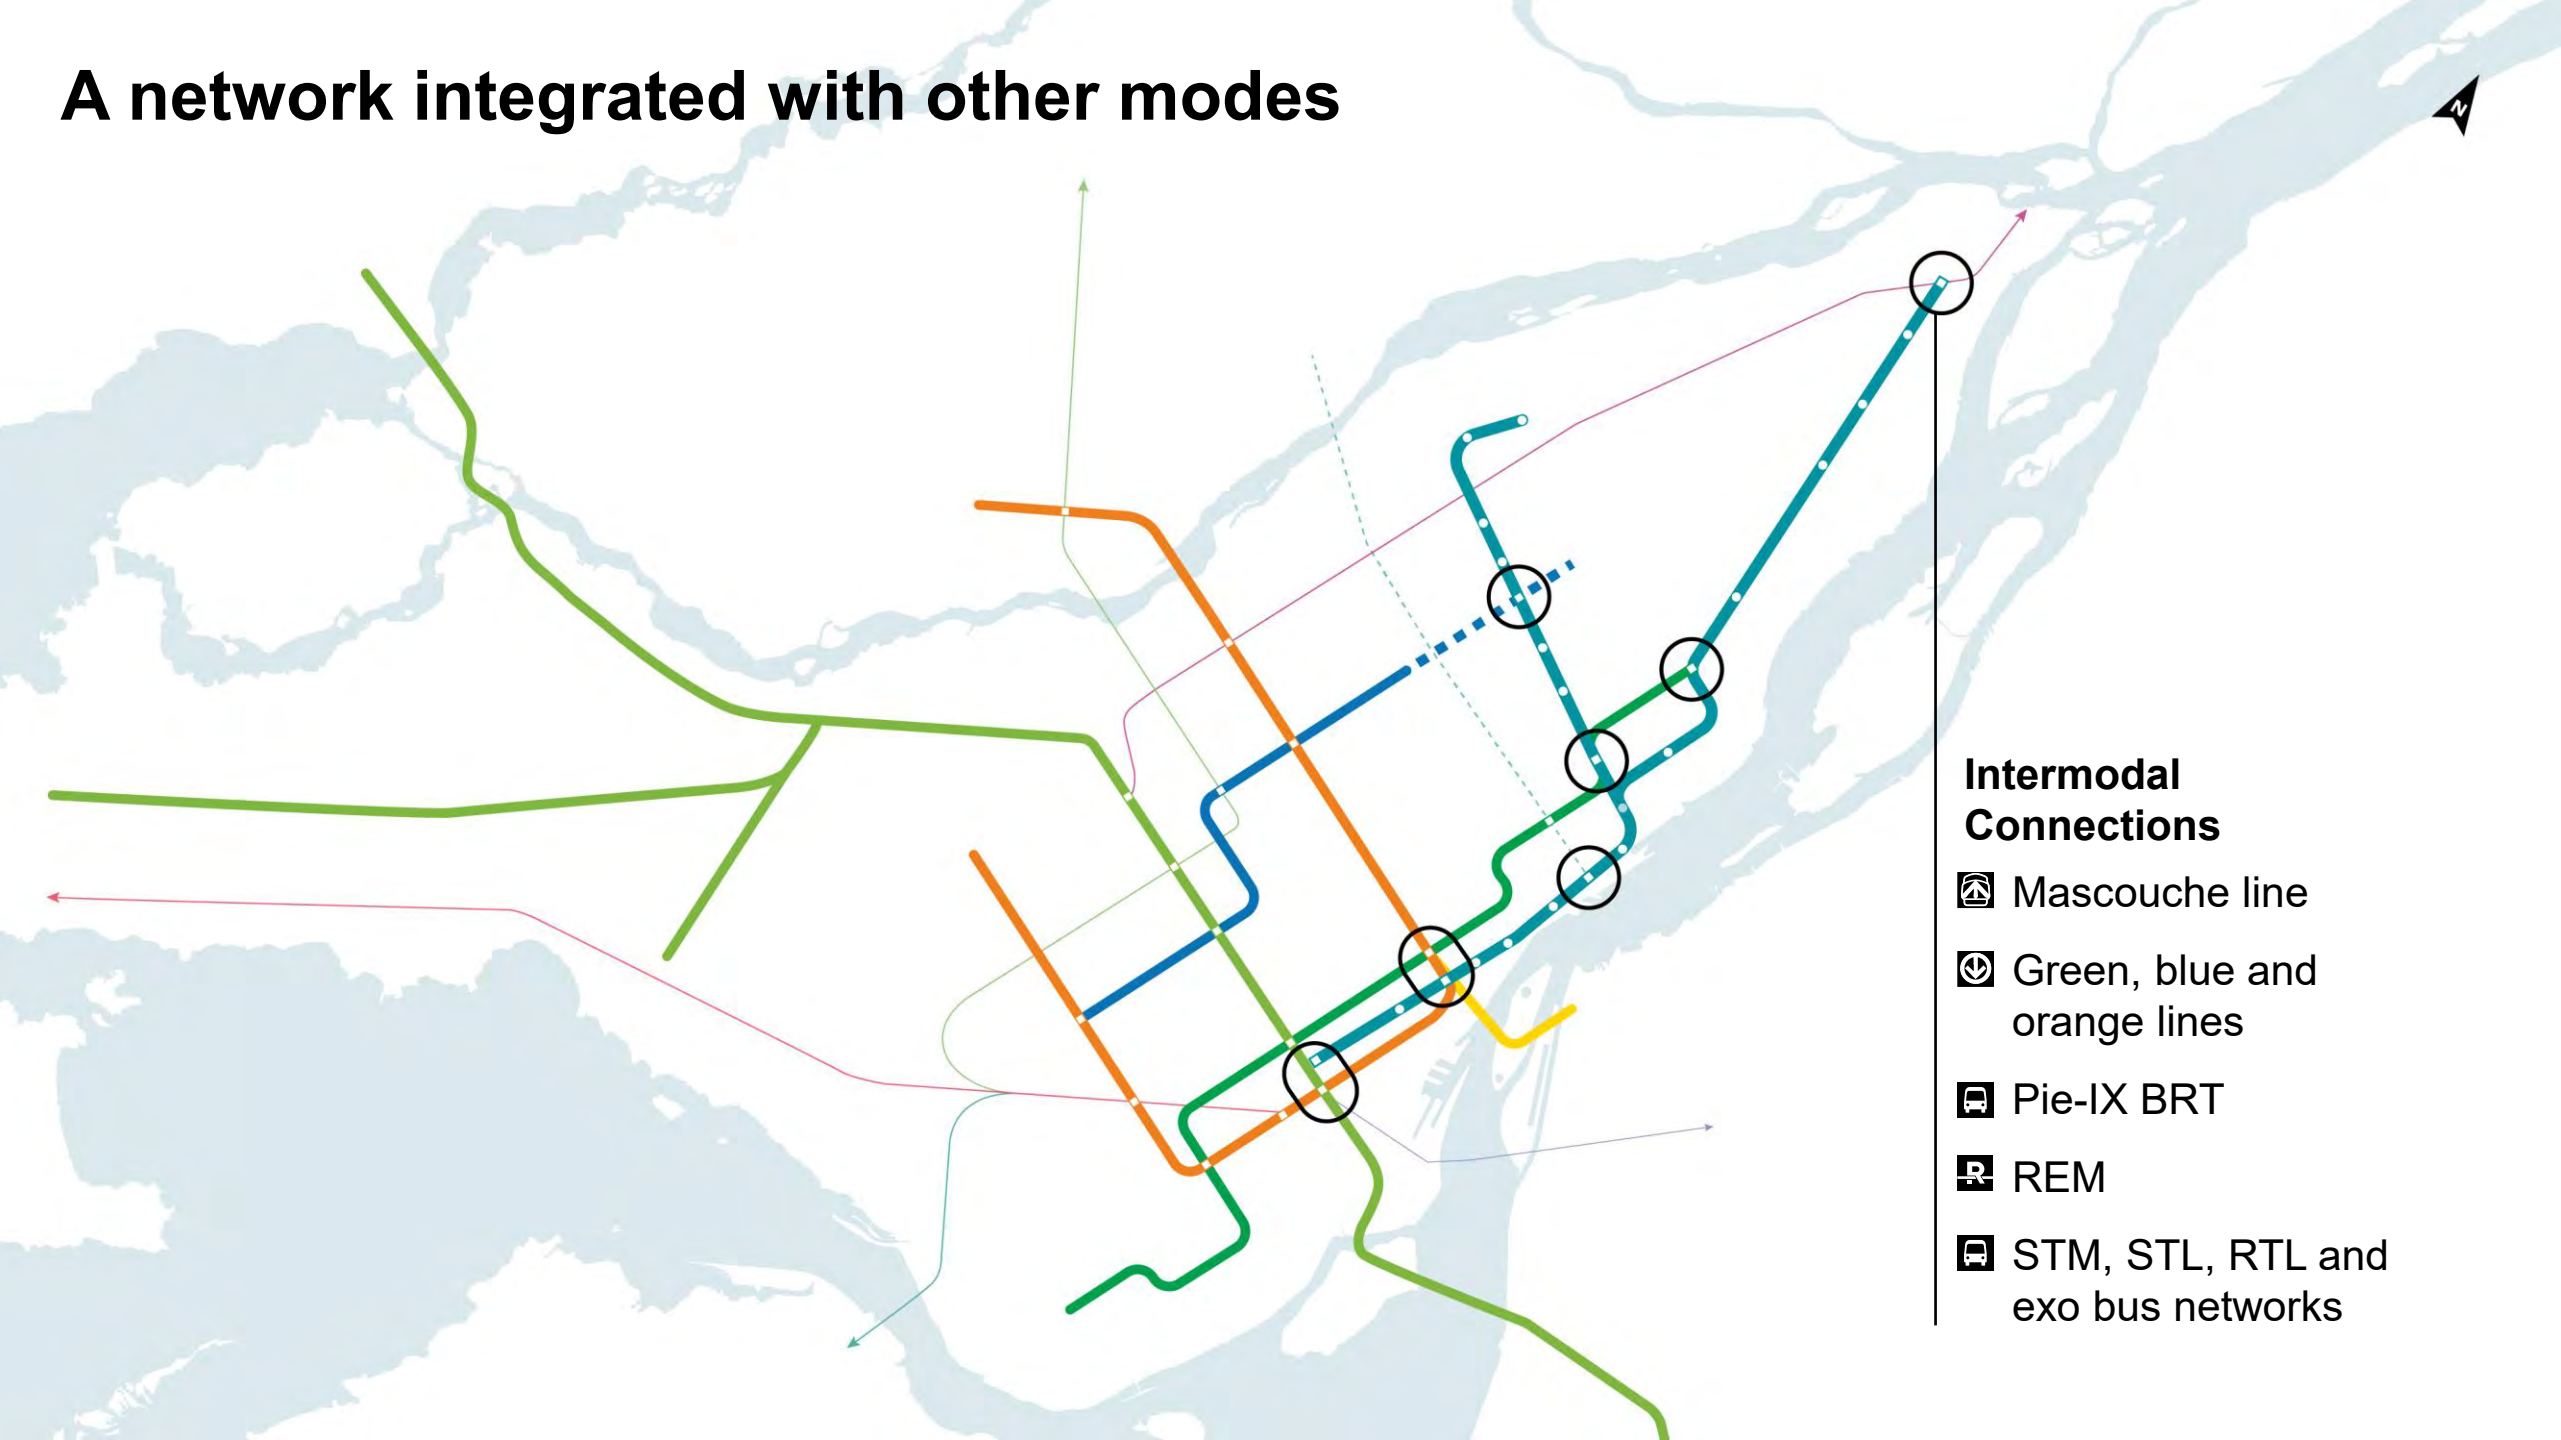 A network integrated with other modes
N
Intermodal
Connections
Mascouche line
Green, blue and
orange lines
Pie-IX BRT
R REM
STM, STL, RTL and
exo bus networks